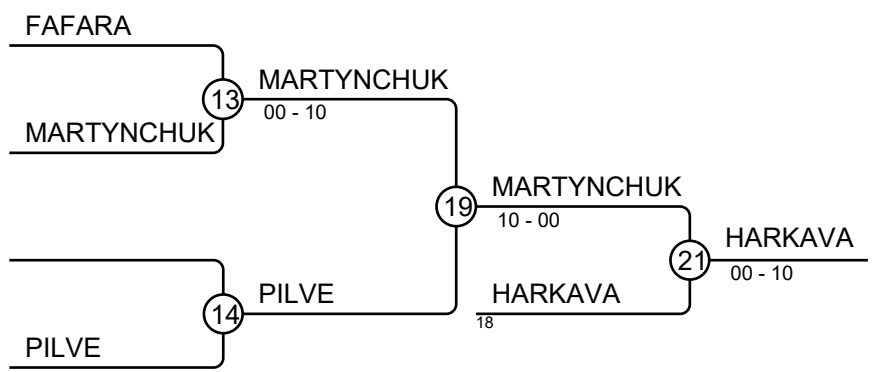 FAFARA
MARTYNCHUK
13
00 - 10
MARTYNCHUK
MARTYNCHUK
19
10 - 00
HARKAVA
21
00 - 10
PILVE
14
HARKAVA
18
PILVE